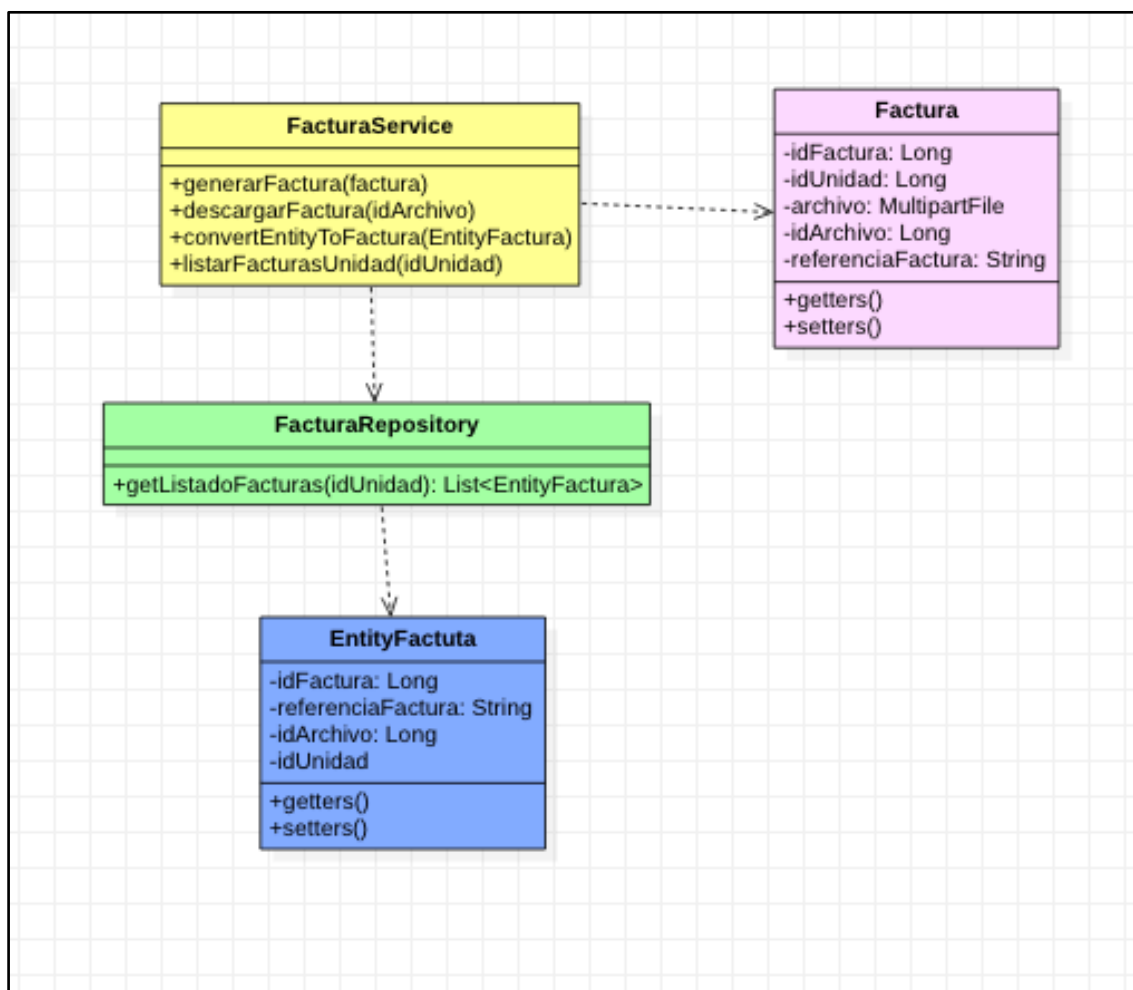 FacturaService
+generarFactura(factura)
+descargarFactura(idArchivo)
+convertEntityToFactura(EntityFactura)
+listarFacturasUnidad(idUnidad)
Factura
-idFactura: Long
-idUnidad: Long
-archivo: MultipartFile
-idArchivo: Long
-referenciaFactura: String
+getters()
+setters()
FacturaRepository
+getListadoFacturas(idUnidad): List<EntityFactura>
EntityFactuta
-idFactura: Long
-referenciaFactura: String
-idArchivo: Long
-idUnidad
+getters()
+setters()